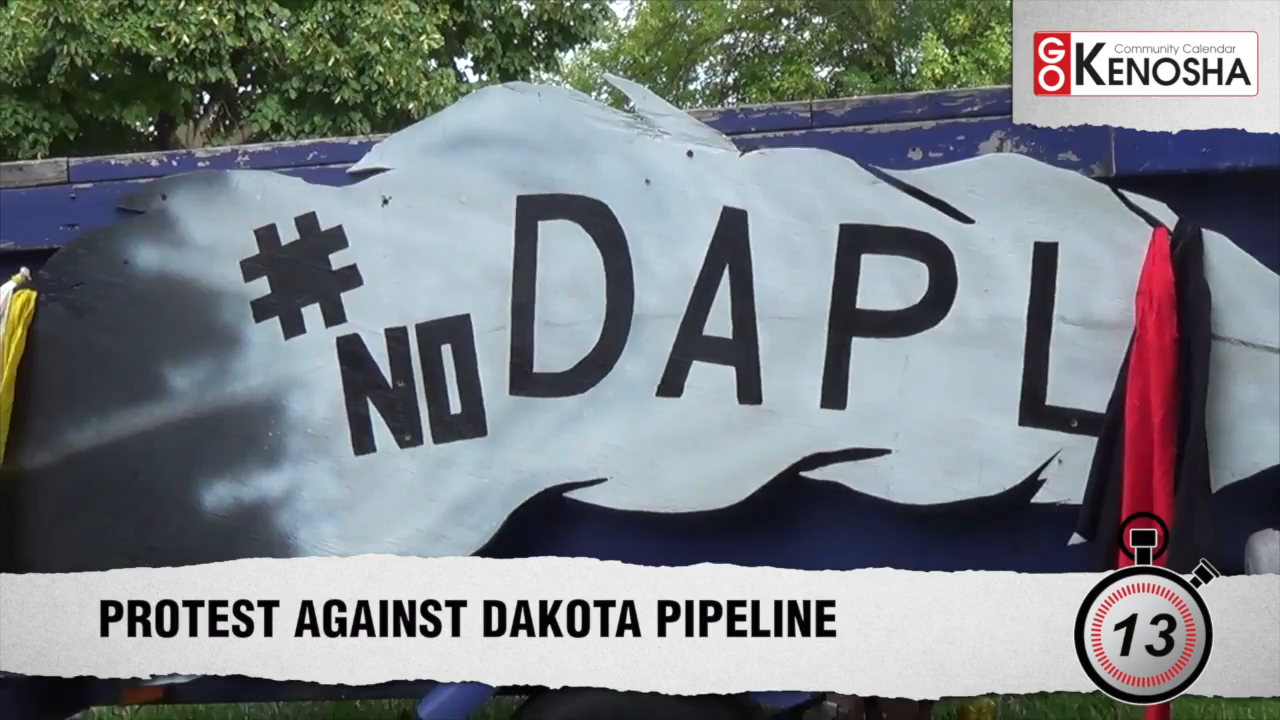 GO KENOSHA
Community Calendar
#NO DAPL
PROTEST AGAINST DAKOTA PIPELINE
13